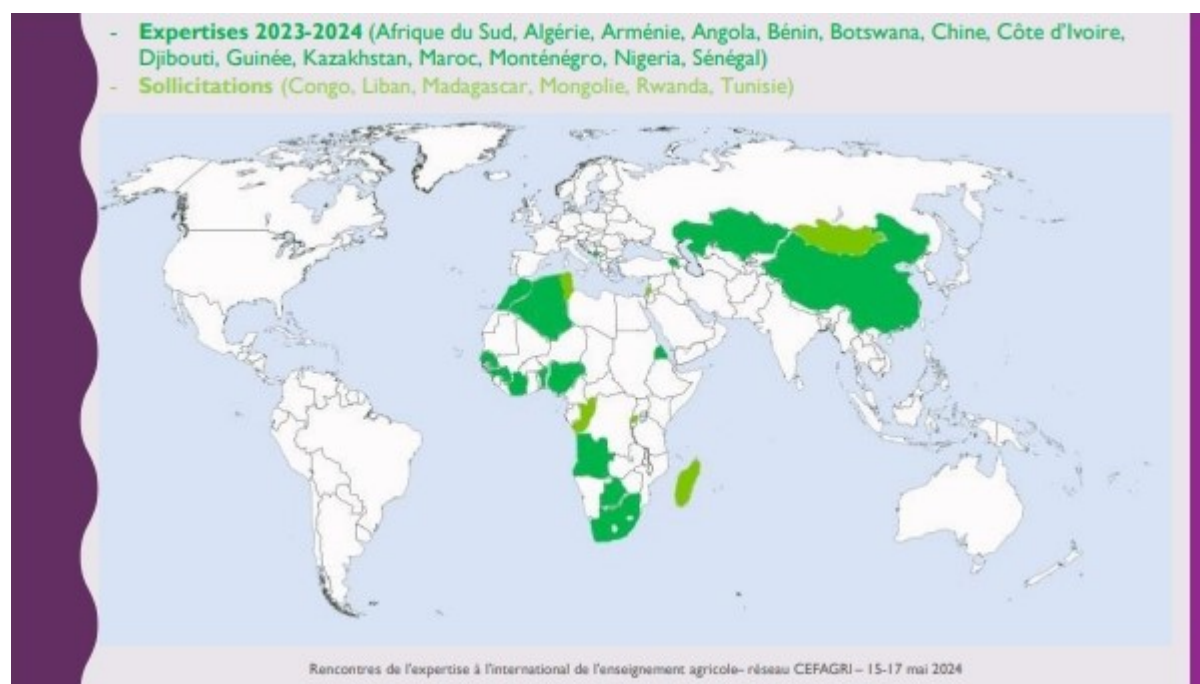 - Expertises 2023-2024 (Afrique du Sud, Algérie, Arménie, Angola, Bénin, Botswana, Chine, Côte d'Ivoire,
Djibouti, Guinée, Kazakhstan, Maroc, Monténégro, Nigeria, Sénégal)
- Sollicitations (Congo, Liban, Madagascar, Mongolie, Rwanda, Tunisie)
Rencontres de l'expertise à l'international de l'enseignement agricole– réseau CEFAGRI – 15-17 mai 2024